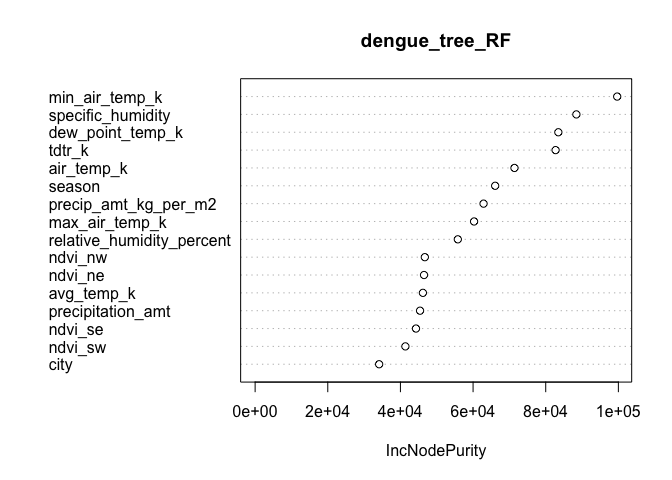 dengue_tree_RF
min_air_temp_k
specific_humidity
dew_point_temp_k
tdtr_k
air_temp_k
season
precip_amt_kg_per_m2
max_air_temp_k
relative_humidity_percent
ndvi_nw
ndvi_ne
avg_temp_k
precipitation_amt
ndvi_se
ndvi_sw
city
0e+00 2e+04 4e+04 6e+04 8e+04 1e+05
IncNodePurity